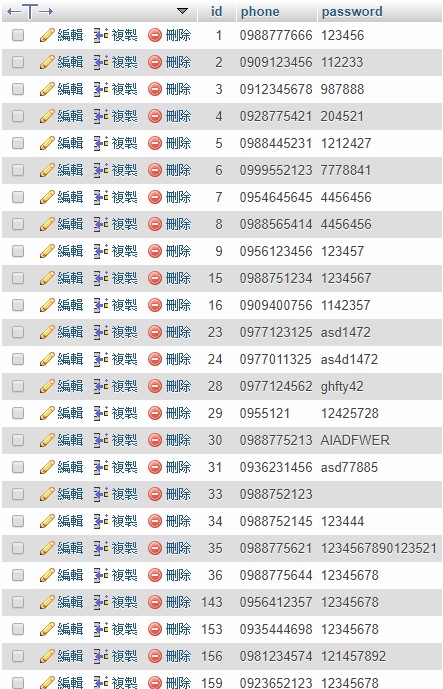 id phone password
編輯 複製 刪除 1 0988777666 123456
編輯 複製 刪除 2 0909123456 112233
編輯 複製 刪除 3 0912345678 987888
編輯 複製 刪除 4 0928775421 204521
編輯 複製 刪除 5 0988445231 1212427
編輯 複製 刪除 6 0999552123 7778841
編輯 複製 刪除 7 0954645645 4456456
編輯 複製 刪除 8 0988565414 4456456
編輯 複製 刪除 9 0956123456 123457
編輯 複製 刪除 15 0988751234 1234567
編輯 複製 刪除 16 0909400756 1142357
編輯 複製 刪除 23 0977123125 asd1472
編輯 複製 刪除 24 0977011325 as4d1472
編輯 複製 刪除 28 0977124562 ghfty42
編輯 複製 刪除 29 0955121 12425728
編輯 複製 刪除 30 0988775213 AIADFWER
編輯 複製 刪除 31 0936231456 asd77885
編輯 複製 刪除 33 0988752123
編輯 複製 刪除 34 0988752145 123444
編輯 複製 刪除 35 0988775621 1234567890123521
編輯 複製 刪除 36 0988775644 12345678
編輯 複製 刪除 143 0956412357 12345678
編輯 複製 刪除 153 0935444698 12345678
編輯 複製 刪除 156 0981234574 121457892
編輯 複製 刪除 159 0923652123 12345678